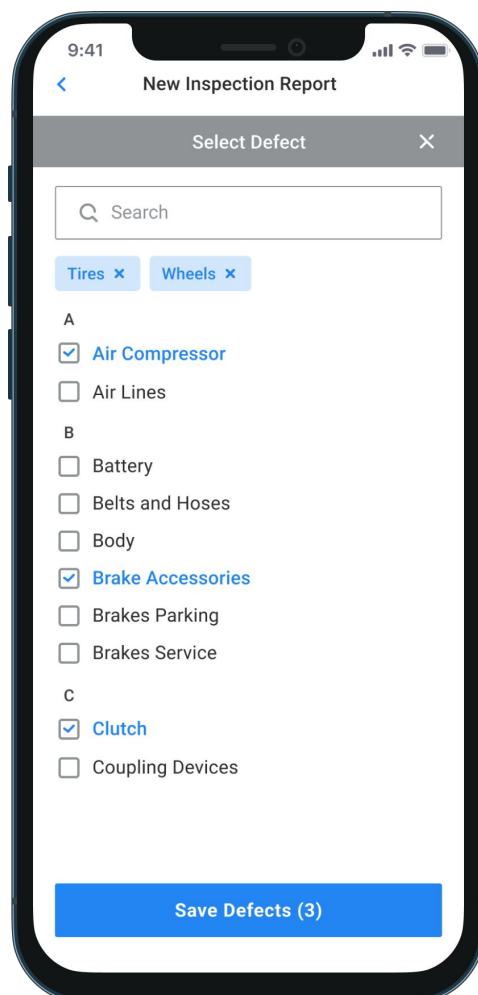 9:41
New Inspection Report
Select Defect
Search
Tires × Wheels ×
A
Air Compressor
Air Lines
B
Battery
Belts and Hoses
Body
Brake Accessories
Brakes Parking
Brakes Service
C
Clutch
Coupling Devices
Save Defects (3)